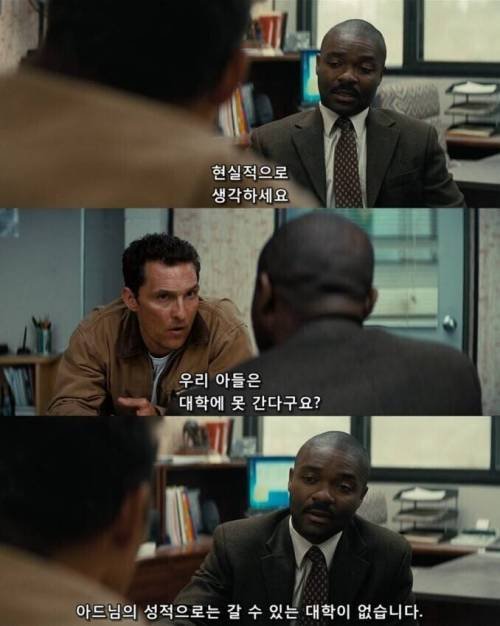 현실적으로
생각하세요
우리 아들은
대학에 못 간다구요?
아드님의 성적으로는 갈 수 있는 대학이 없습니다.